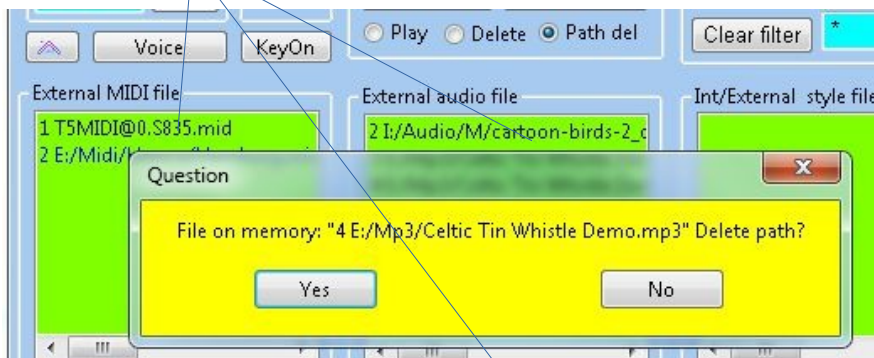 Voice
KeyOn
Play Delete Path del
Clear filter *
External MIDI file
External audio file
Int/External style file
1 T5MIDI@0.S835.mid
2 I:/Audio/M/cartoon-birds-2_c
2 E:/Midi/
Question
File on memory: "4 E:/Mp3/Celtic Tin Whistle Demo.mp3" Delete path?
Yes
No